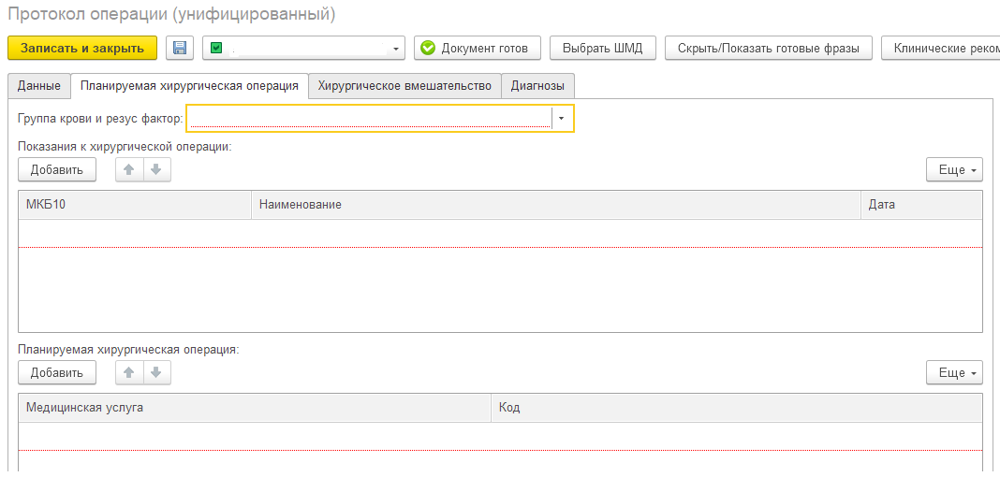 Протокол операции (унифицированный)
Записать и закрыть Документ готов Выбрать ШМД Скрыть/Показать готовые фразы Клинические реком
Данные Планируемая хирургическая операция Хирургическое вмешательство Диагнозы
Группа крови и резус фактор:
Показания к хирургической операции:
Добавить Еще
МКБ10 Наименование Дата
Планируемая хирургическая операция:
Добавить Еще
Медицинская услуга Код